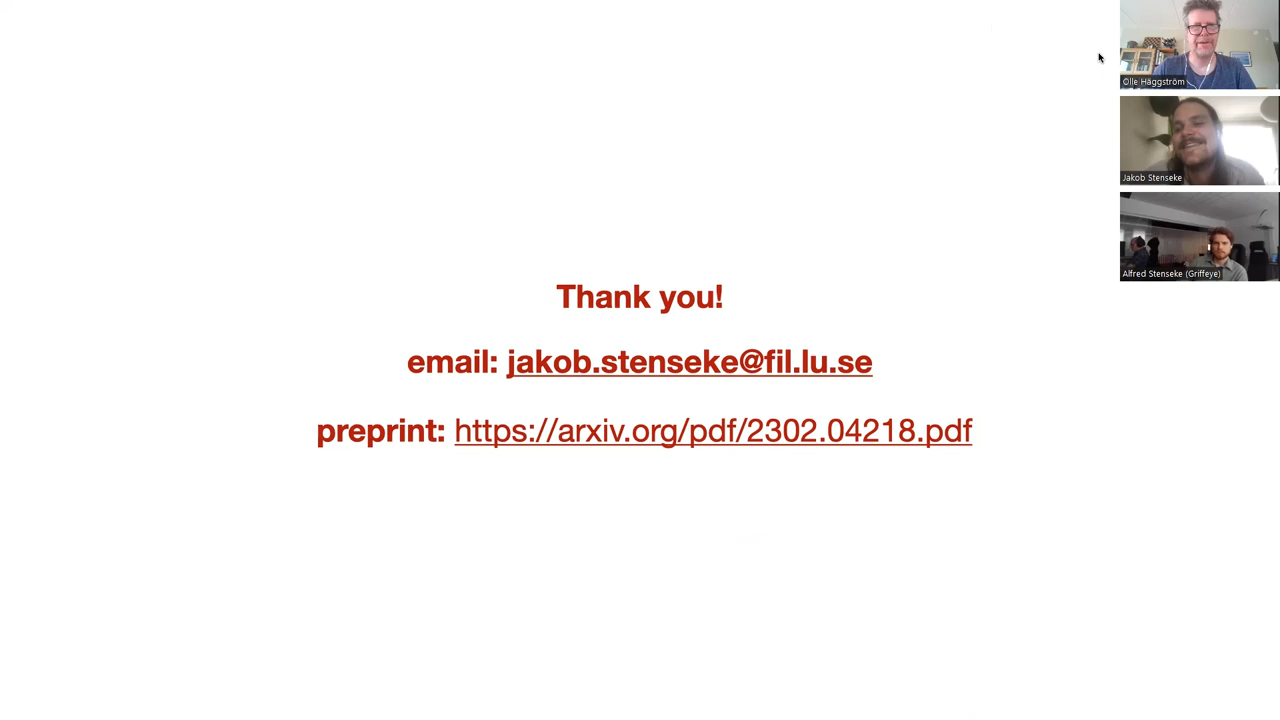 Olle Häggström
Jakob Stenseke
Alfred Stenseke (Griffeye)
Thank you!
email: jakob.stenseke@fil.lu.se
preprint: https://arxiv.org/pdf/2302.04218.pdf